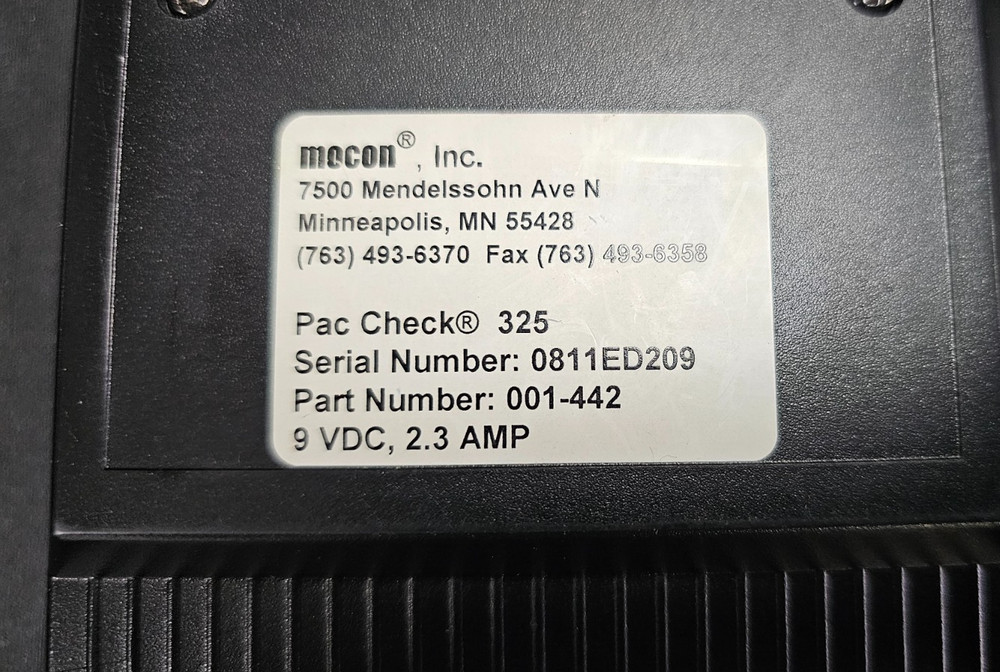 mocon®, Inc.
7500 Mendelssohn Ave N
Minneapolis, MN 55428
(763) 493-6370 Fax (763) 493-6358
Pac Check® 325
Serial Number: 0811ED209
Part Number: 001-442
9 VDC, 2.3 AMP